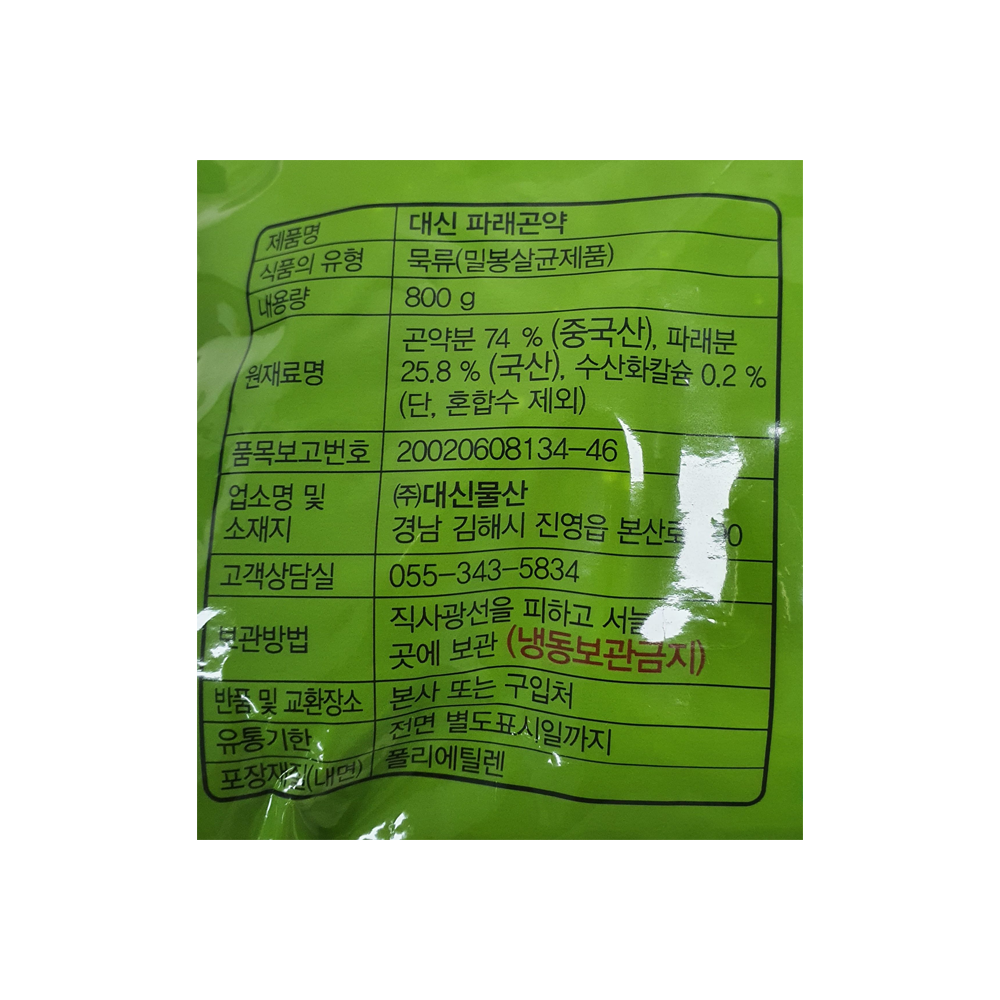 제품명 대신 파래곤약
식품의 유형 묵류(밀봉살균제품)
내용량 800 g
원재료명 곤약분 74 % (중국산), 파래분
25.8 % (국산), 수산화칼슘 0.2 %
(단, 혼합수 제외)
품목보고번호 20020608134-46
업소명 및 ㈜대신물산
소재지 경남 김해시 진영읍
고객상담실 055-343-5834
보관방법 직사광선을 피하고
곳에 보관 (냉동보관금지)
반품 및 교환장소 본사 또는 구입처
유통기한 전면 별도표시일까지
포장재질(내면) 폴리에틸렌